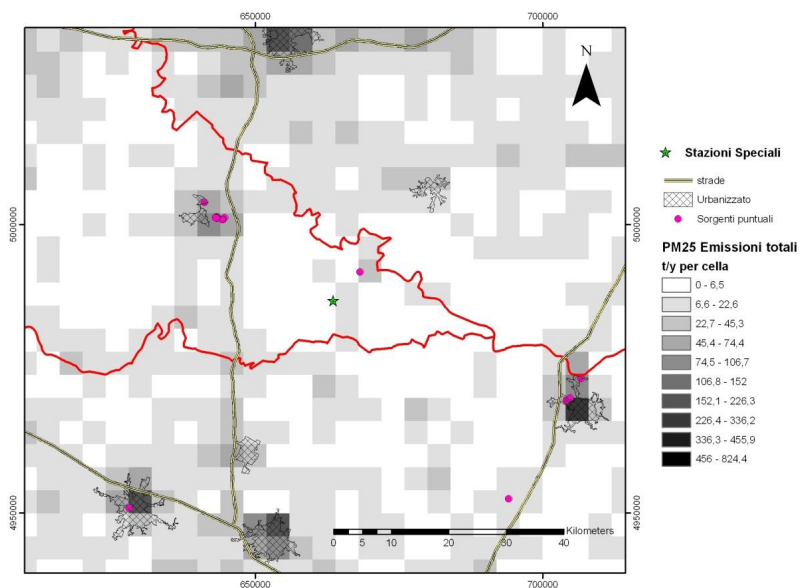 650000
700000
N
Stazioni Speciali
strade
Urbanizzato
Sorgenti puntuali
PM25 Emissioni totali
t/y per cella
0 - 6,5
6,6 - 22,6
22,7 - 45,3
45,4 - 74,4
74,5 - 106,7
106,8 - 152
152,1 - 226,3
226,4 - 336,2
336,3 - 455,9
456 - 824,4
5000000
5000000
4950000
4950000
Kilometers
0 5 10 20 30 40
650000
700000